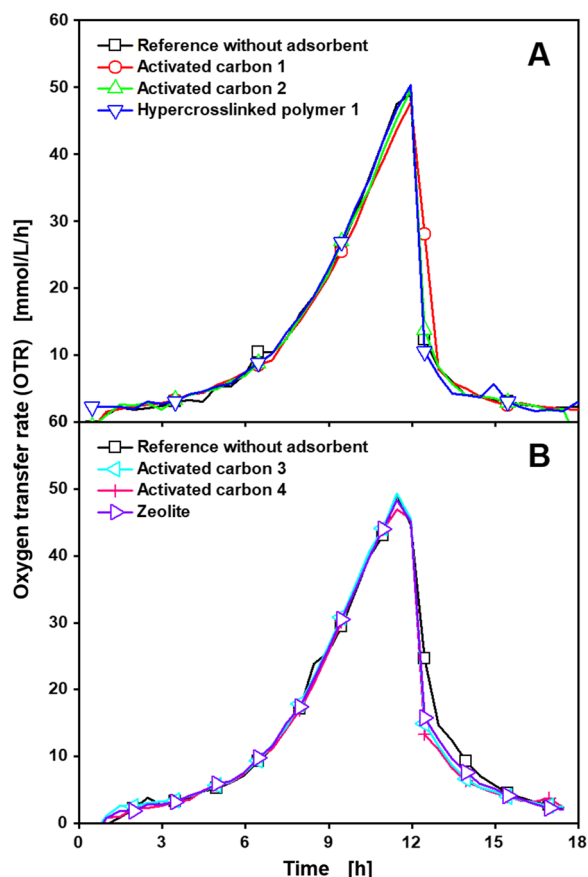 Reference without adsorbent
Activated carbon 1
Activated carbon 2
Hypercrosslinked polymer 1
A
60
50
40
30
20
10
60
Reference without adsorbent
Activated carbon 3
Activated carbon 4
Zeolite
B
50
40
30
20
10
0
0 3 6 9 12 15 18
Time [h]
Oxygen transfer rate (OTR) [mmol/L/h]